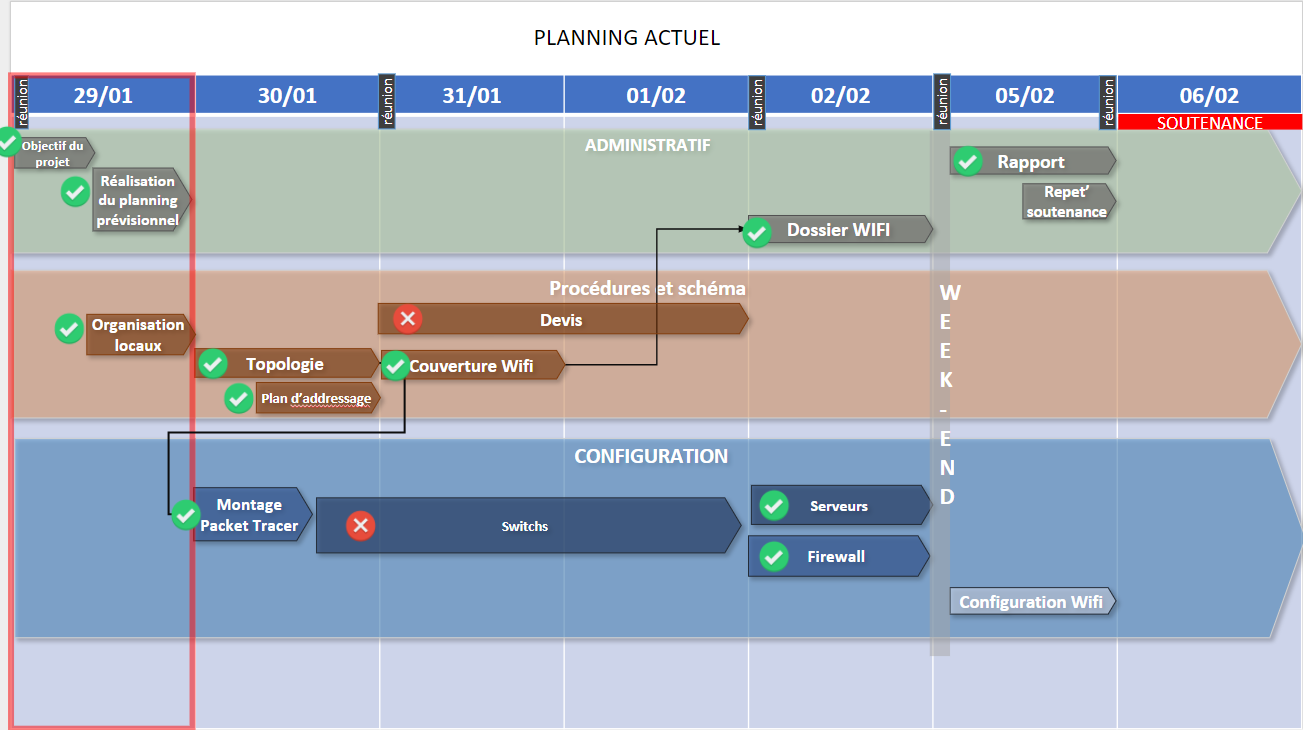 PLANNING ACTUEL
réunion
29/01
30/01
réunion
31/01
01/02
réunion
02/02
réunion
05/02
réunion
06/02
SOUTENANCE
ADMINISTRATIF
Objectif du
projet
Réalisation
du planning
prévisionnel
Rapport
Repet’
soutenance
Dossier WIFI
Procédures et schéma
Devis
Organisation
locaux
Topologie
Couverture Wifi
Plan d’addressage
W
E
E
K
-
E
N
D
CONFIGURATION
Montage
Packet Tracer
Switchs
Serveurs
Firewall
Configuration Wifi